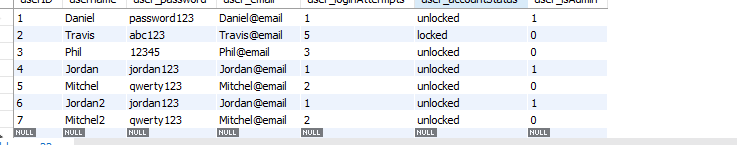 userID username user_password user_email user_loginAttempts user_accountStatus user_isAdmin
1 Daniel password123 Daniel@email 1 unlocked 1
2 Travis abc123 Travis@email 5 locked 0
3 Phil 12345 Phil@email 3 unlocked 0
4 Jordan jordan123 Jordan@email 1 unlocked 1
5 Mitchel qwerty123 Mitchel@email 2 unlocked 0
6 Jordan2 jordan123 Jordan@email 1 unlocked 1
7 Mitchel2 qwerty123 Mitchel@email 2 unlocked 0
NULL NULL NULL NULL NULL NULL NULL